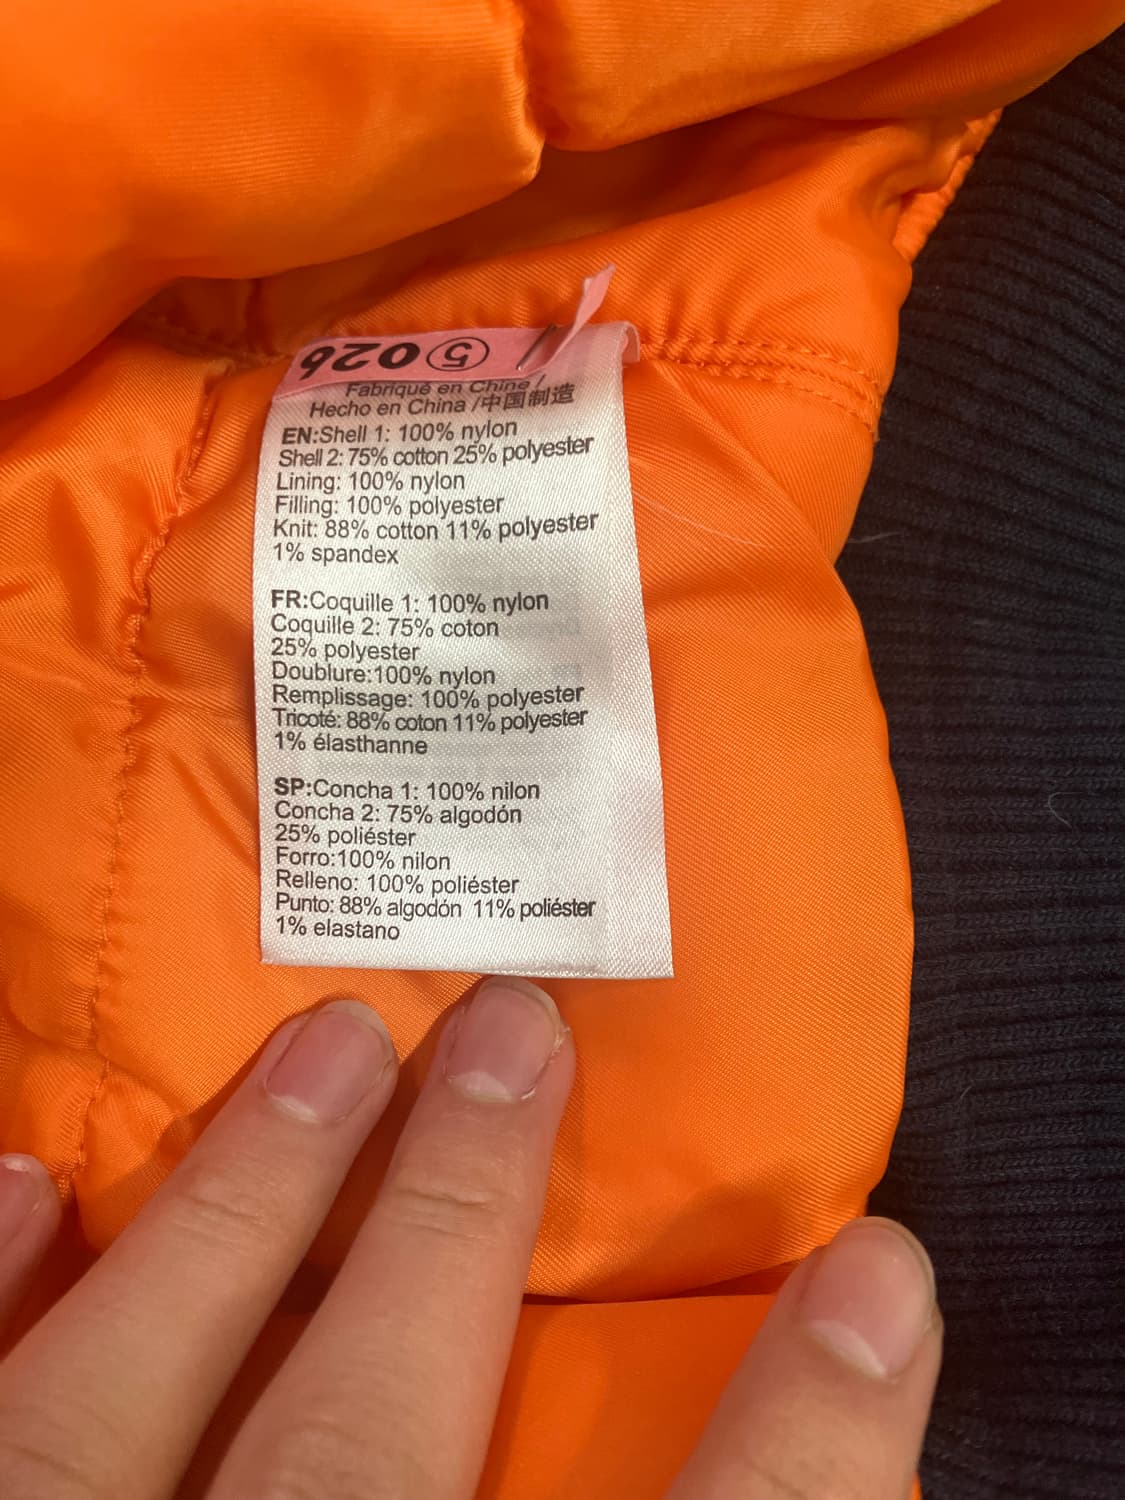 026 ⑤
Fabriqué en Chine /
Hecho en China /中国制造
EN:Shell 1: 100% nylon
Shell 2: 75% cotton 25% polyester
Lining: 100% nylon
Filling: 100% polyester
Knit: 88% cotton 11% polyester
1% spandex
FR:Coquille 1: 100% nylon
Coquille 2: 75% coton
25% polyester
Doublure:100% nylon
Remplissage: 100% polyester
Tricoté: 88% coton 11% polyester
1% élasthanne
SP:Concha 1: 100% nilon
Concha 2: 75% algodón
25% poliéster
Forro:100% nilon
Relleno: 100% poliéster
Punto: 88% algodón 11% poliéster
1% elastano